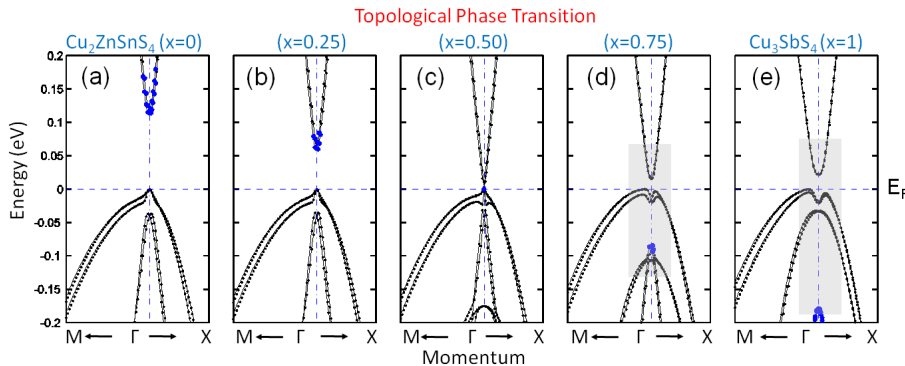 Topological Phase Transition
Cu₂ZnSnS₄ (x=0) (x=0.25) (x=0.50) (x=0.75) Cu₃SbS₄ (x=1)
(a) (b) (c) (d) (e)
Energy (eV)
0.2
0.15
0.1
0.05
0
-0.05
-0.1
-0.15
-0.2
E_F
M Γ X M Γ X M Γ X M Γ X M Γ X
Momentum